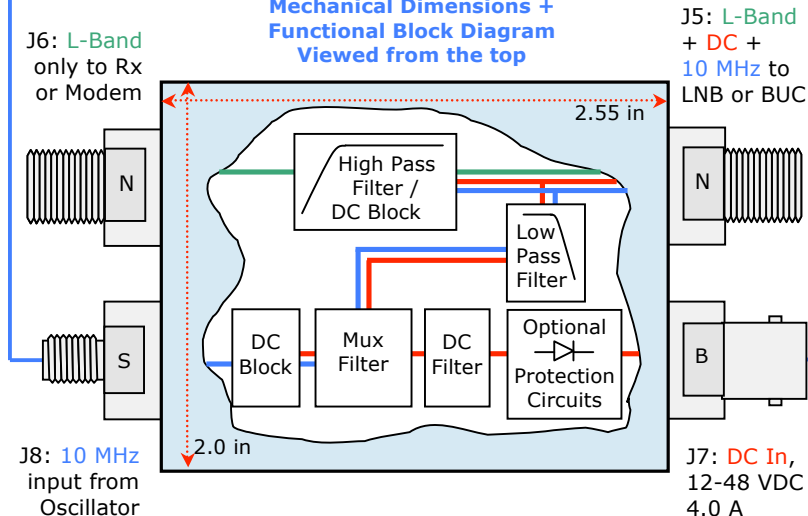 Mechanical Dimensions +
Functional Block Diagram
Viewed from the top
J6: L-Band
only to Rx
or Modem
J5: L-Band
+ DC +
10 MHz to
LNB or BUC
2.55 in
N
High Pass
Filter /
DC Block
N
Low
Pass
Filter
S
DC
Block
Mux
Filter
DC
Filter
Optional
Protection
Circuits
B
2.0 in
J8: 10 MHz
input from
Oscillator
J7: DC In,
12-48 VDC
4.0 A